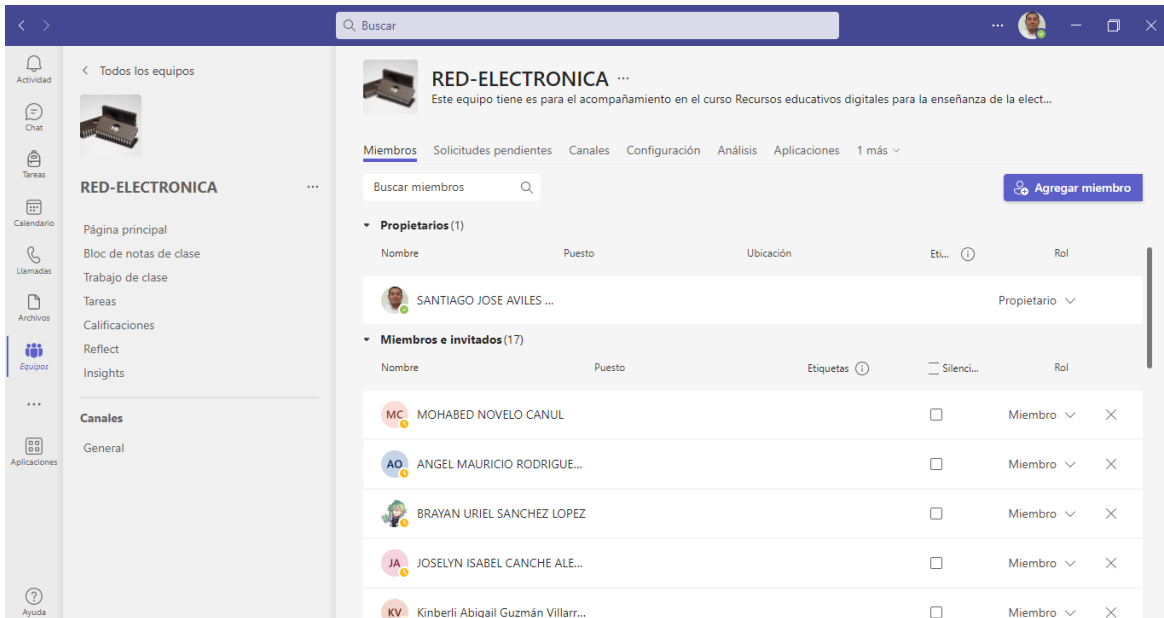 Buscar
Actividad
Chat
Tareas
Calendario
Llamadas
Archivos
Equipos
Aplicaciones
Ayuda
Todos los equipos
RED-ELECTRONICA
Página principal
Bloc de notas de clase
Trabajo de clase
Tareas
Calificaciones
Reflect
Insights
Canales
General
RED-ELECTRONICA ...
Este equipo tiene es para el acompañamiento en el curso Recursos educativos digitales para la enseñanza de la elect...
Miembros Solicitudes pendientes Canales Configuración Análisis Aplicaciones 1 más
Buscar miembros
Agregar miembro
Propietarios (1)
Nombre Puesto Ubicación Eti... Rol
SANTIAGO JOSE AVILES ... Propietario
Miembros e invitados (17)
Nombre Puesto Etiquetas Silenci... Rol
MC MOHABED NOVELO CANUL Miembro
AO ANGEL MAURICIO RODRIGUE... Miembro
BRAYAN URIEL SANCHEZ LOPEZ Miembro
JA JOSELYN ISABEL CANCHE ALE... Miembro
KV Kinberli Abigail Guzmán Villarr... Miembro